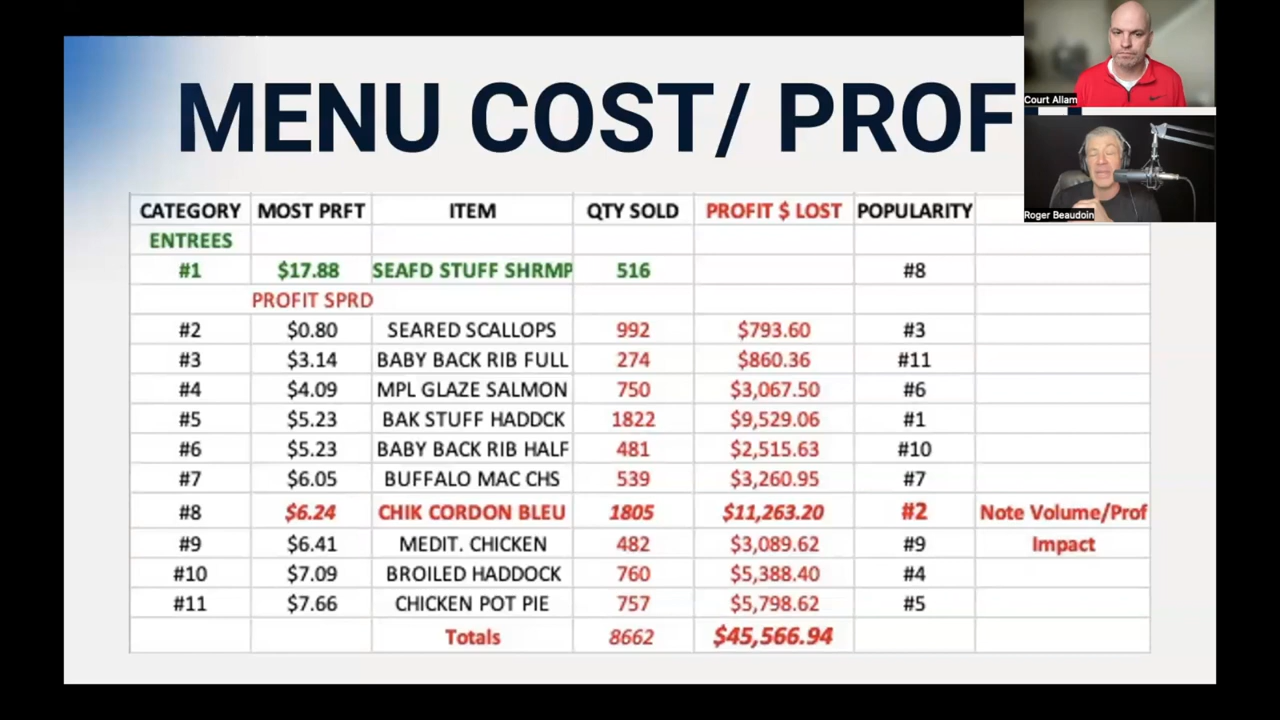 MENU COST/ PROF
Court Allam
Roger Beaudoin
CATEGORY MOST PRFT ITEM QTY SOLD PROFIT $ LOST POPULARITY
ENTREES
#1 $17.88 SEAFD STUFF SHRMP 516 #8
PROFIT SPRD
#2 $0.80 SEARED SCALLOPS 992 $793.60 #3
#3 $3.14 BABY BACK RIB FULL 274 $860.36 #11
#4 $4.09 MPL GLAZE SALMON 750 $3,067.50 #6
#5 $5.23 BAK STUFF HADDCK 1822 $9,529.06 #1
#6 $5.23 BABY BACK RIB HALF 481 $2,515.63 #10
#7 $6.05 BUFFALO MAC CHS 539 $3,260.95 #7
#8 $6.24 CHIK CORDON BLEU 1805 $11,263.20 #2 Note Volume/Prof
#9 $6.41 MEDIT. CHICKEN 482 $3,089.62 #9 Impact
#10 $7.09 BROILED HADDOCK 760 $5,388.40 #4
#11 $7.66 CHICKEN POT PIE 757 $5,798.62 #5
Totals 8662 $45,566.94